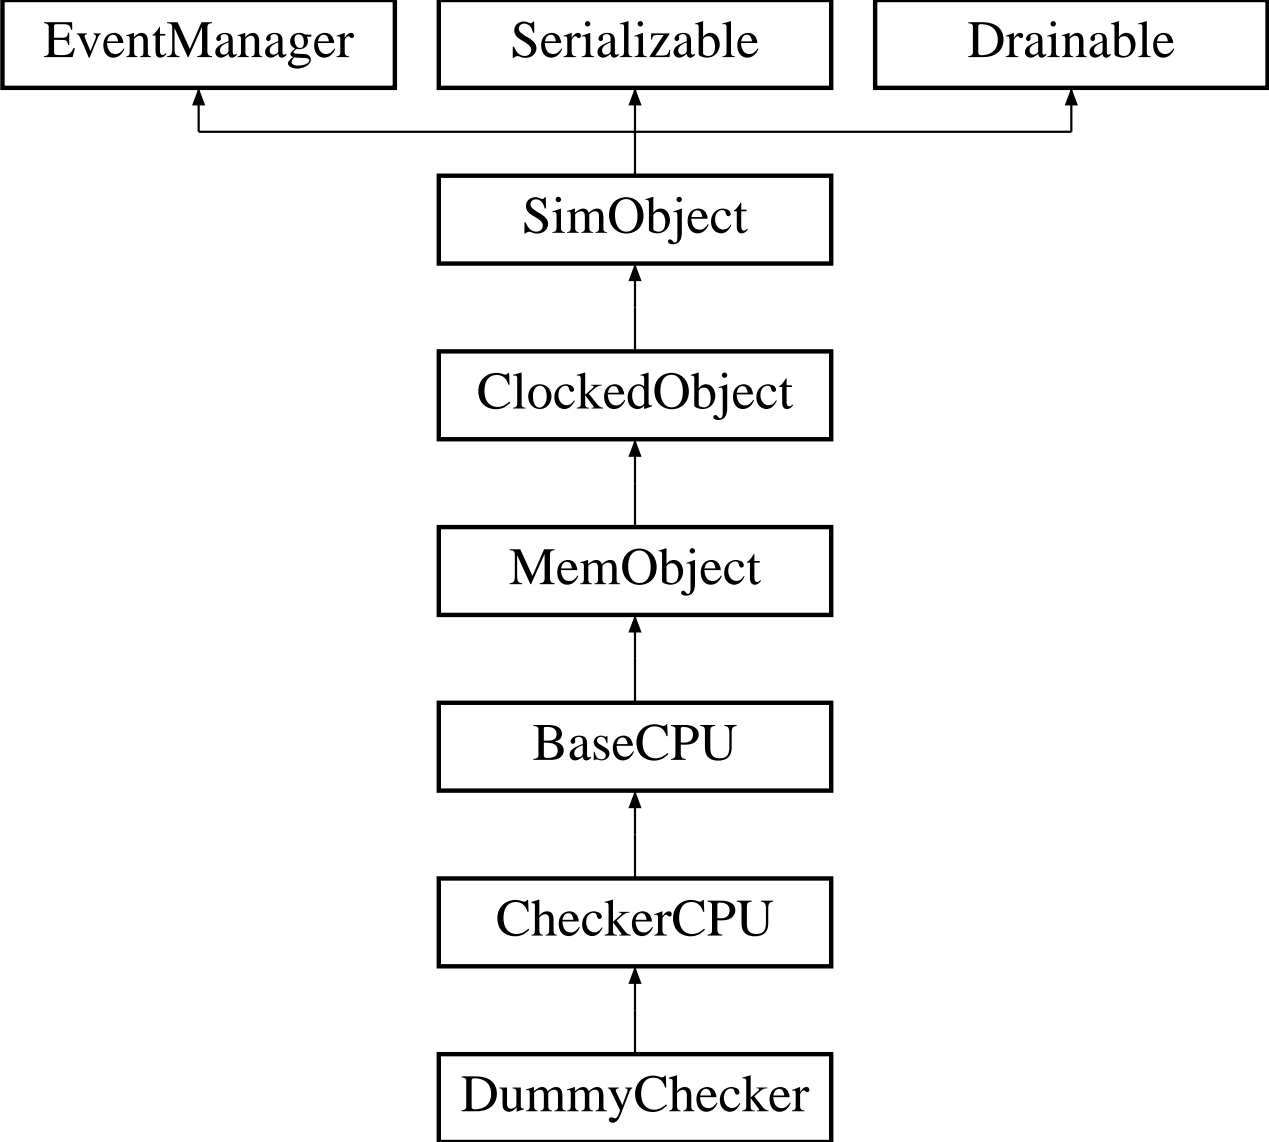 EventManager
Serializable
Drainable
SimObject
ClockedObject
MemObject
BaseCPU
CheckerCPU
DummyChecker